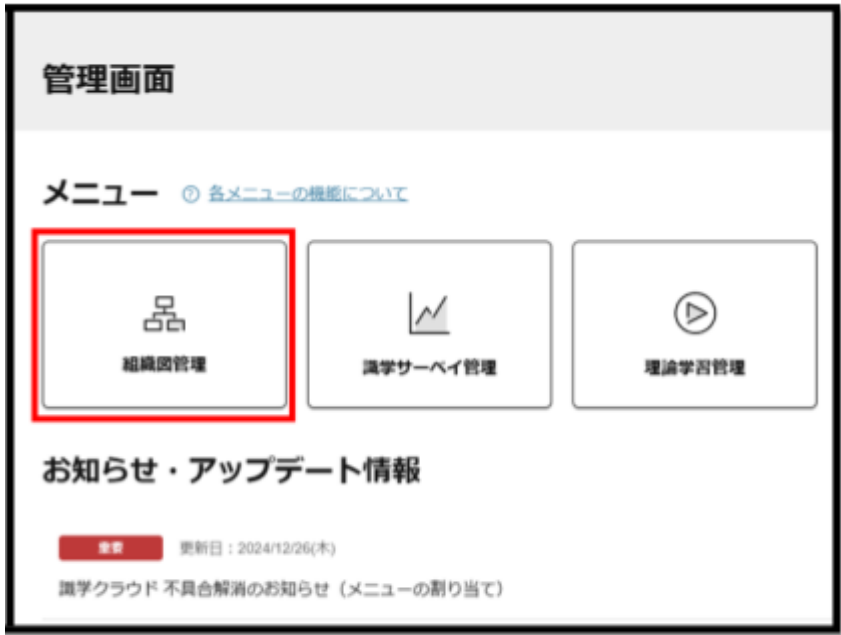 管理画面
メニュー ? 各メニューの機能について
組織図管理
識学サーベイ管理
理論学習管理
お知らせ・アップデート情報
重要 更新日：2024/12/26(木)
識学クラウド 不具合解消のお知らせ（メニューの割り当て）